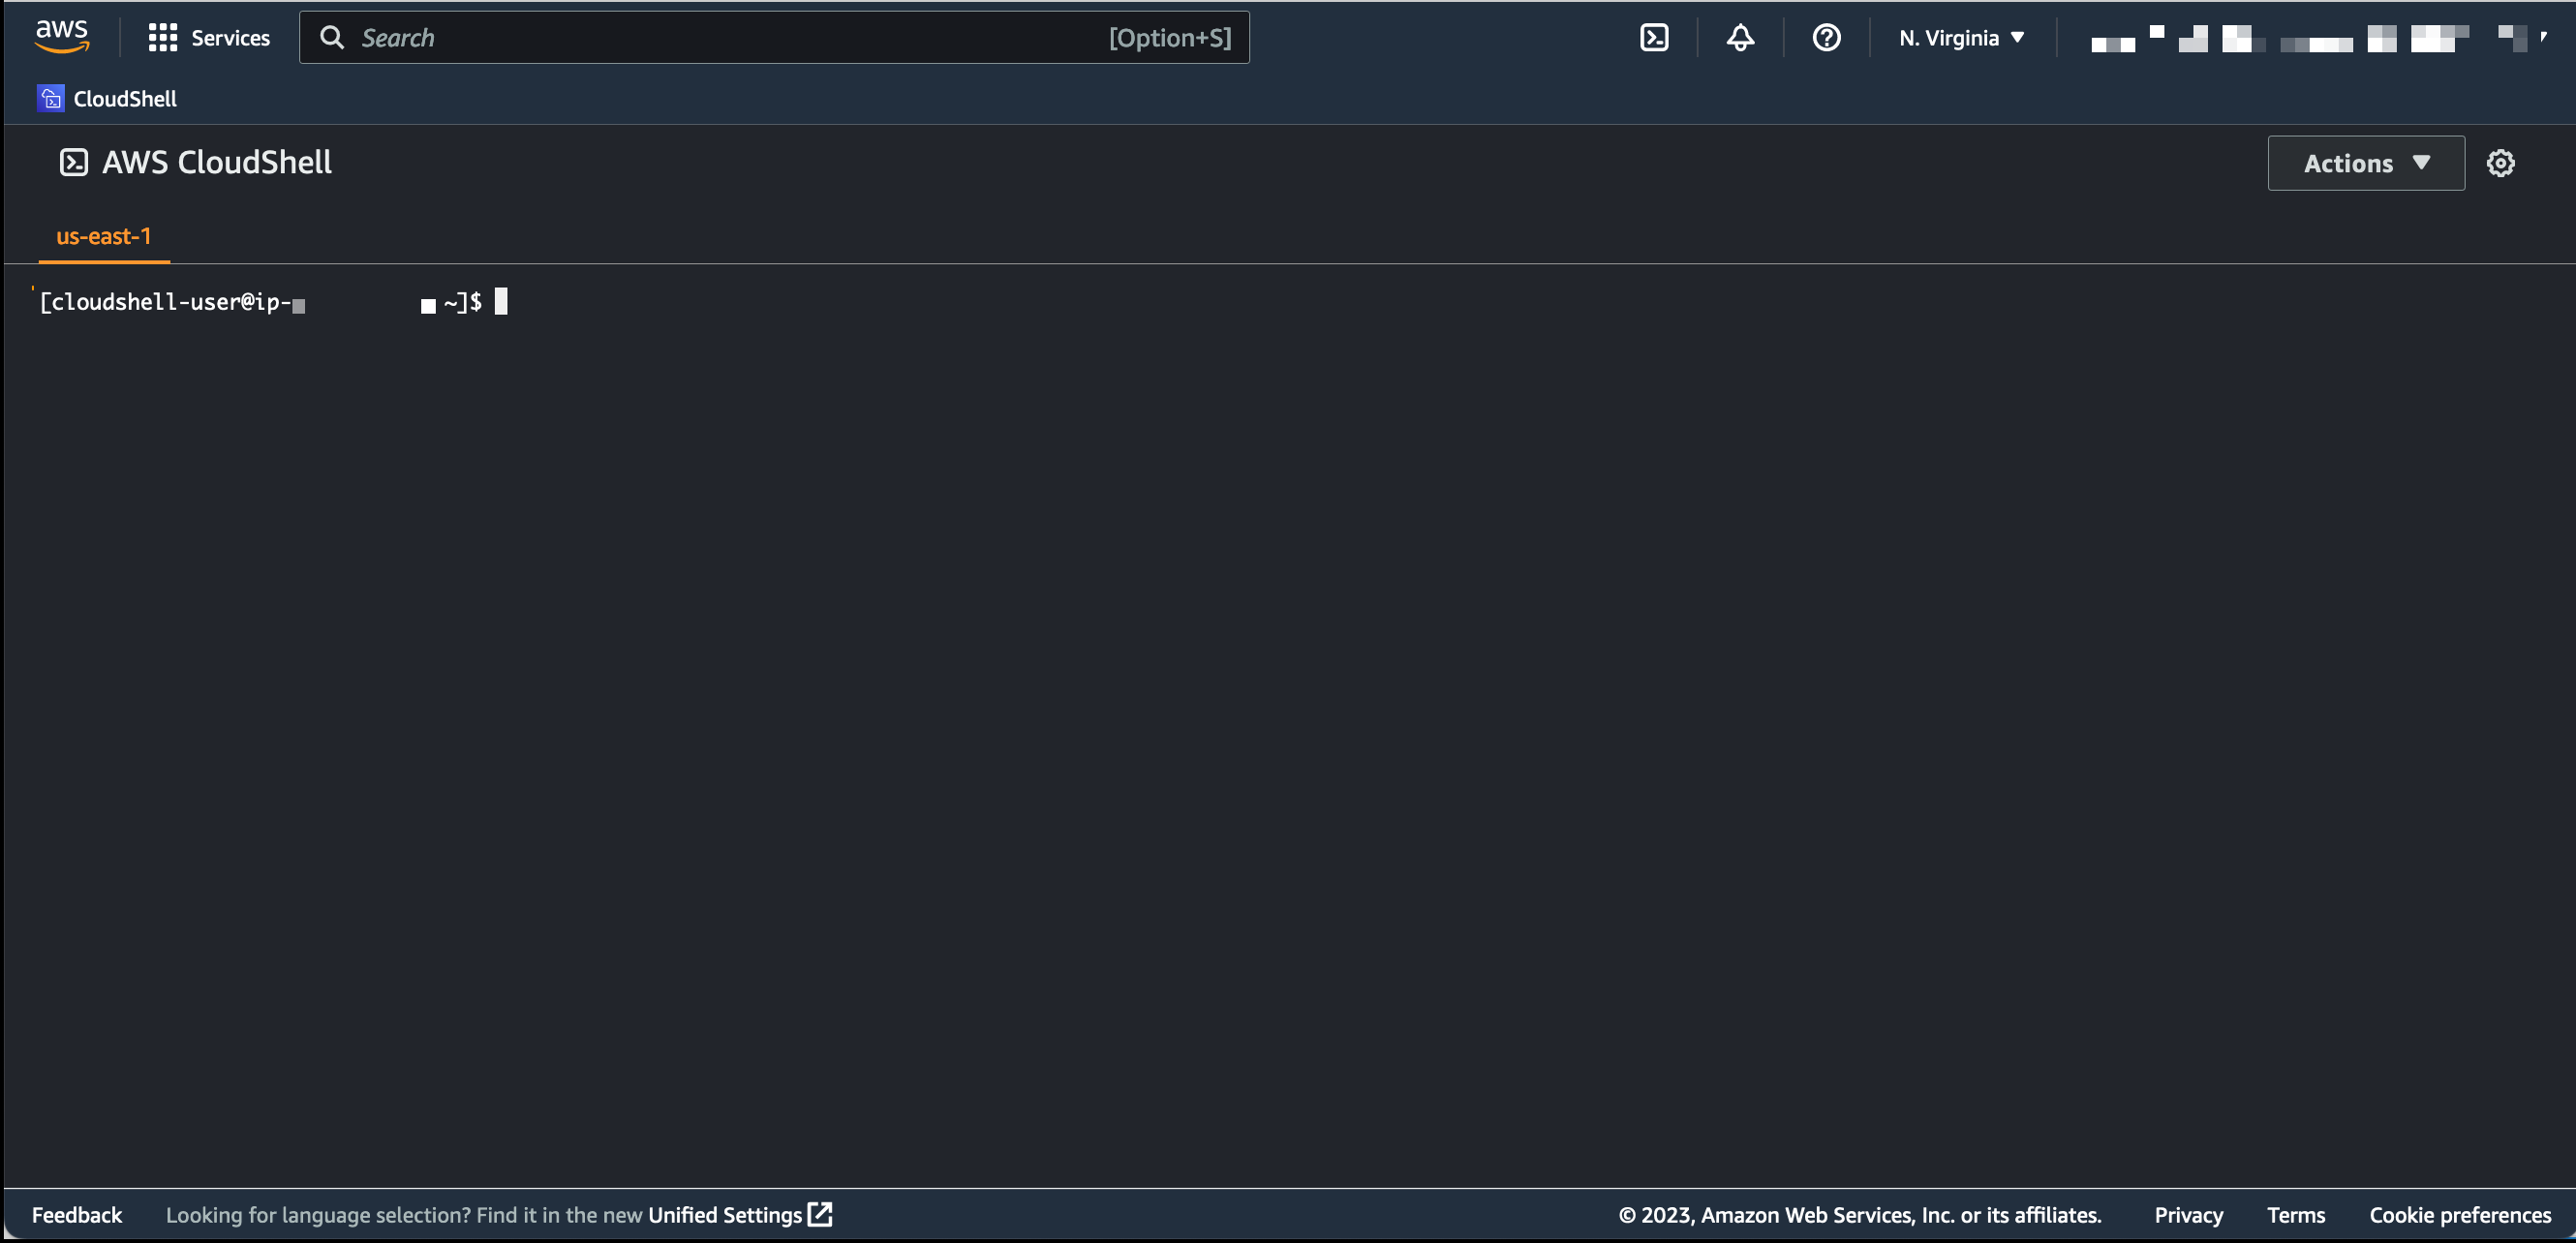 aws Services Search [Option+S] N. Virginia
CloudShell
AWS CloudShell Actions
us-east-1
[cloudshell-user@ip- ~]$
Feedback Looking for language selection? Find it in the new Unified Settings © 2023, Amazon Web Services, Inc. or its affiliates. Privacy Terms Cookie preferences